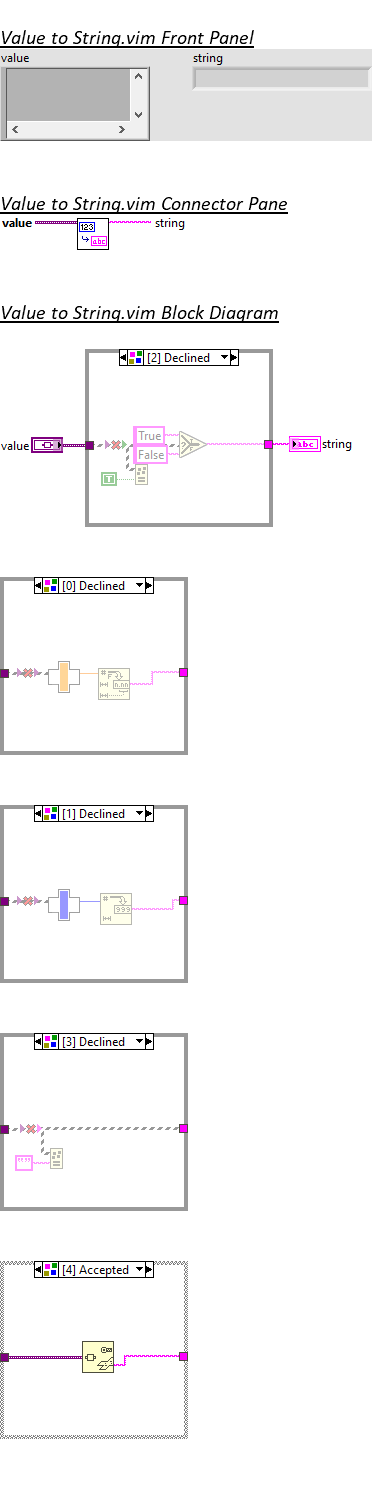 Value to String.vim Front Panel
value
string
Value to String.vim Connector Pane
value
123
abc
string
Value to String.vim Block Diagram
[2] Declined
value
True
False
?
T
F
T
abc
string
[0] Declined
#
F
n.nn
[1] Declined
#
999
[3] Declined
[4] Accepted